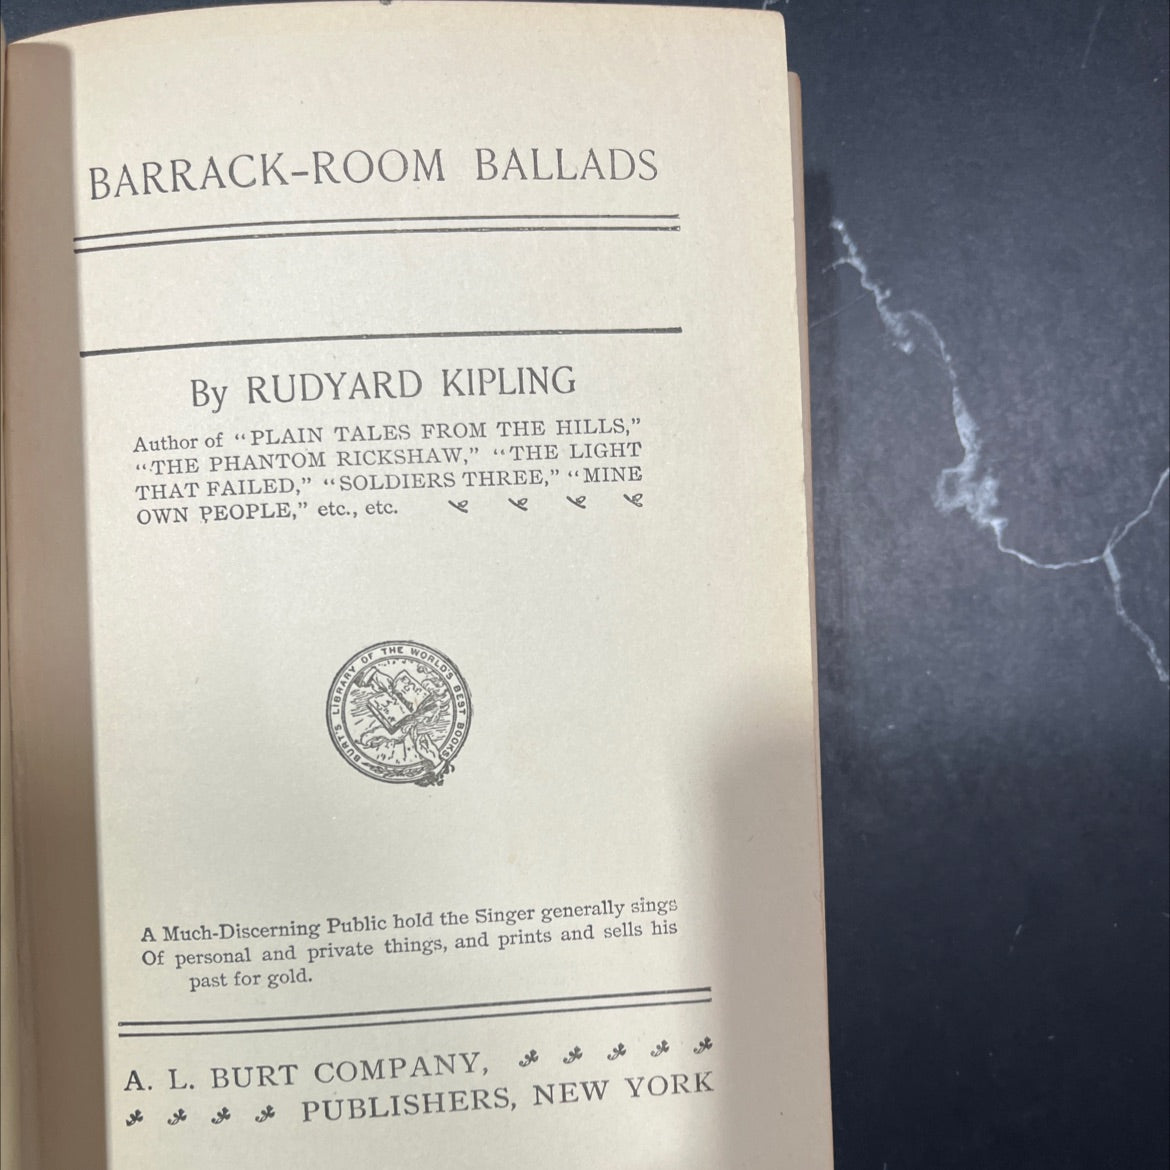 BARRACK-ROOM BALLADS
By RUDYARD KIPLING
Author of “PLAIN TALES FROM THE HILLS,”
“THE PHANTOM RICKSHAW,” “THE LIGHT
THAT FAILED,” “SOLDIERS THREE,” “MINE
OWN PEOPLE,” etc., etc.
BURT'S LIBRARY OF THE WORLD'S BEST BOOKS
A Much-Discerning Public hold the Singer generally sings
Of personal and private things, and prints and sells his
past for gold.
A. L. BURT COMPANY,
PUBLISHERS, NEW YORK